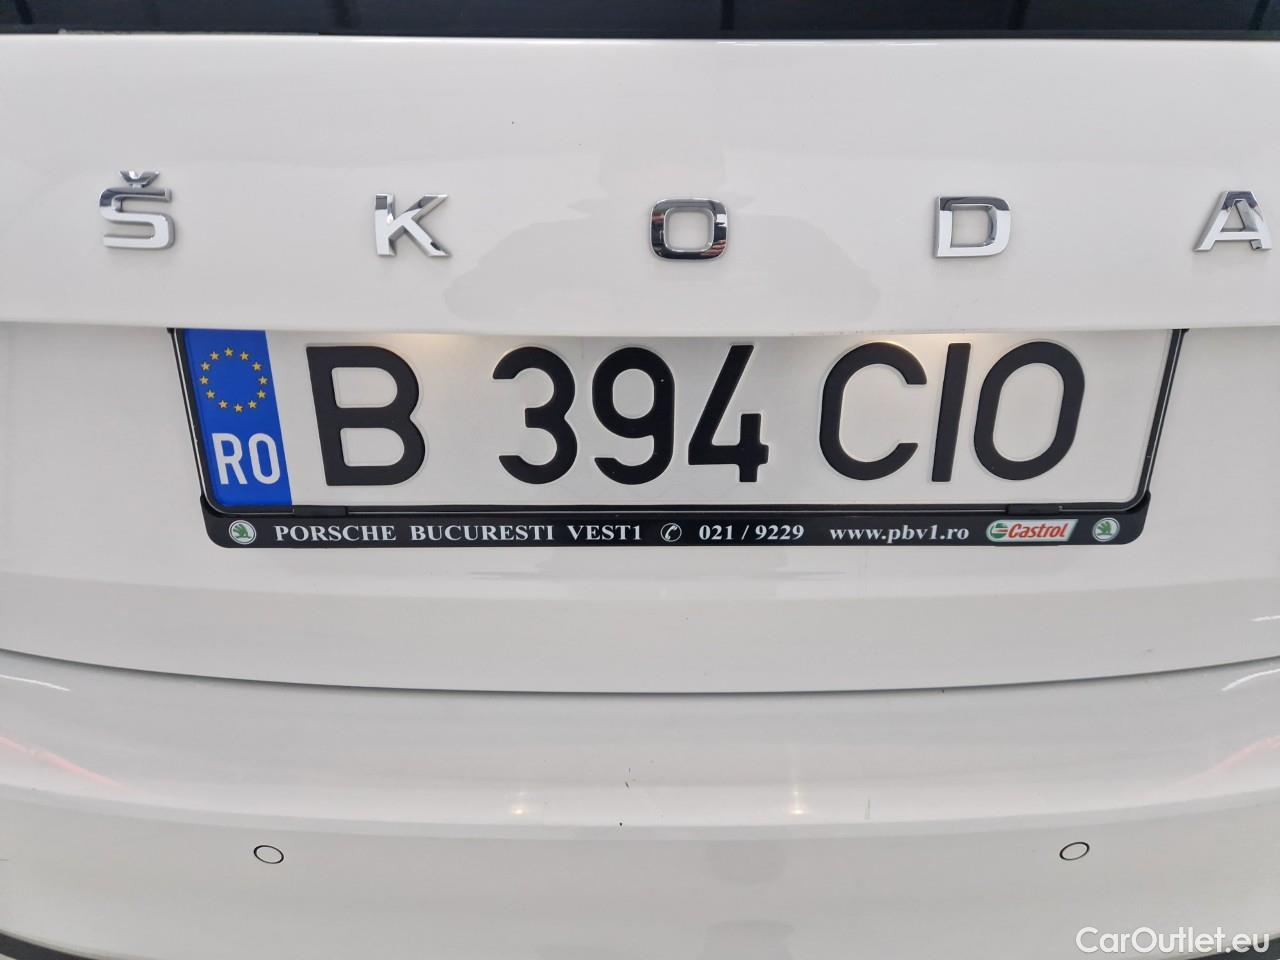 ŠKODA
RO B 394 CIO
PORSCHE BUCURESTI VEST1 ✆ 021 / 9229 www.pbv1.ro Castrol
CarOutlet.eu